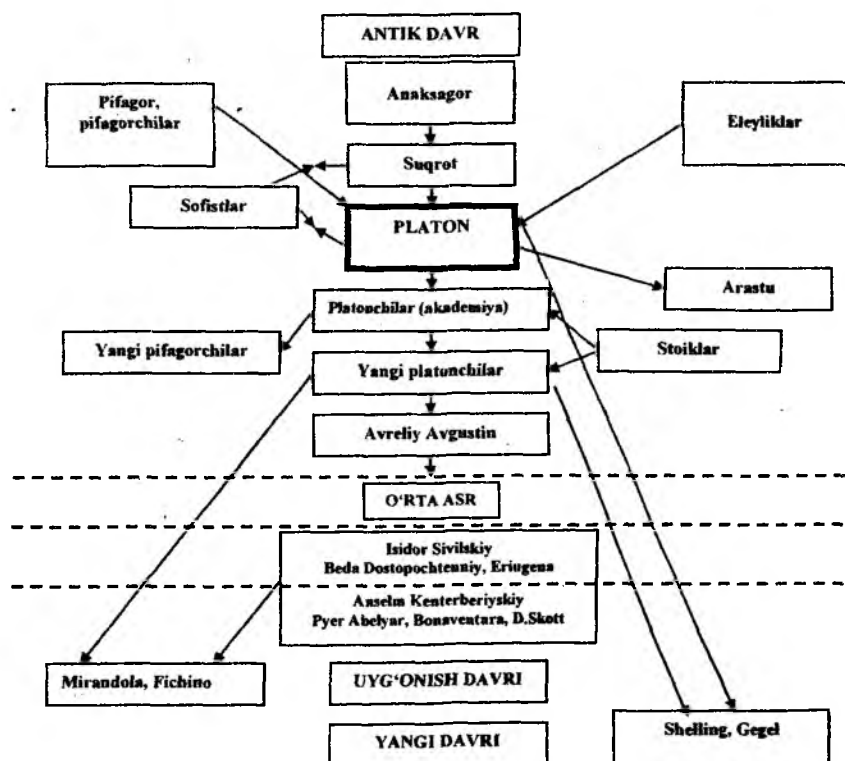 ANTIK DAVR
Pifagor,
pifagorchilar
Anaksagor
Eleyliklar
Suqrot
Sofistlar
PLATON
Arastu
Platonchilar (akademiya)
Yangi pifagorchilar
Stoiklar
Yangi platonchilar
Avreliy Avgustin
O‘RTA ASR
Isidor Sivilskiy
Beda Dostopochtenniy, Eriugena
Anselm Kenterberiyskiy
Pyer Abelyar, Bonaventura, D.Skott
Mirandola, Fichino
UYG‘ONISH DAVRI
Shelling, Gegel
YANGI DAVRI